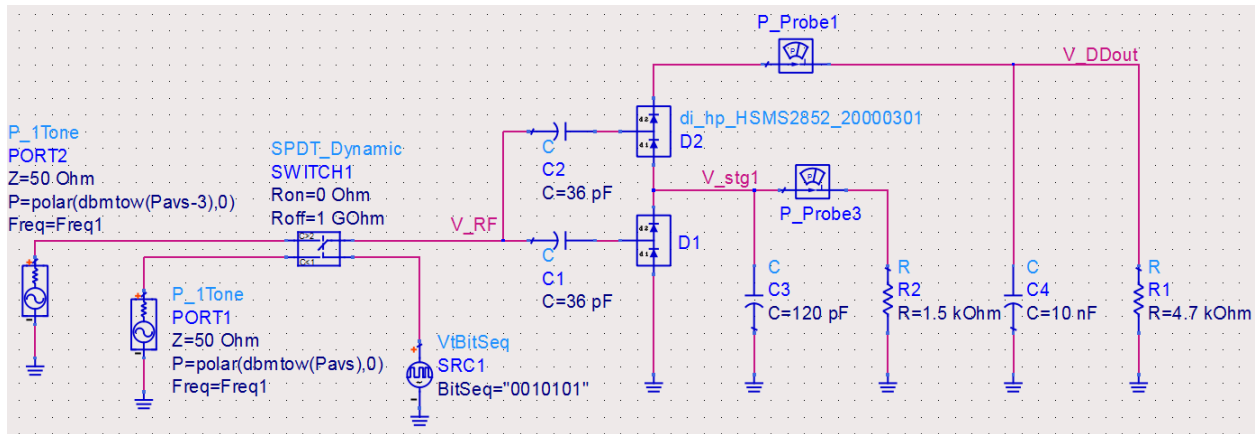 P_Probe1
V_DDout
di_hp_HSMS2852_20000301
D2
P_1Tone
PORT2
Z=50 Ohm
P=polar(dbmtow(Pavs-3),0)
Freq=Freq1
SPDT_Dynamic
SWITCH1
Ron=0 Ohm
Roff=1 GOhm
V_RF
C
C2
C=36 pF
V_stg1
P_Probe3
D1
C
C1
C=36 pF
P_1Tone
PORT1
Z=50 Ohm
P=polar(dbmtow(Pavs),0)
Freq=Freq1
VtBitSeq
SRC1
BitSeq="0010101"
C
C3
C=120 pF
R
R2
R=1.5 kOhm
C
C4
C=10 nF
R
R1
R=4.7 kOhm